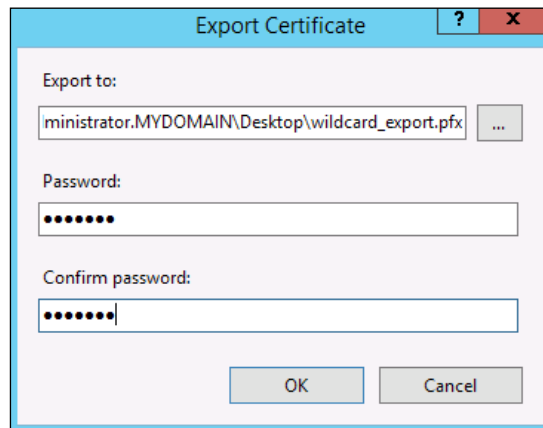 Export Certificate
?
x
Export to:
ministrator.MYDOMAIN\Desktop\wildcard_export.pfx
...
Password:
•••••••
Confirm password:
•••••••
OK
Cancel